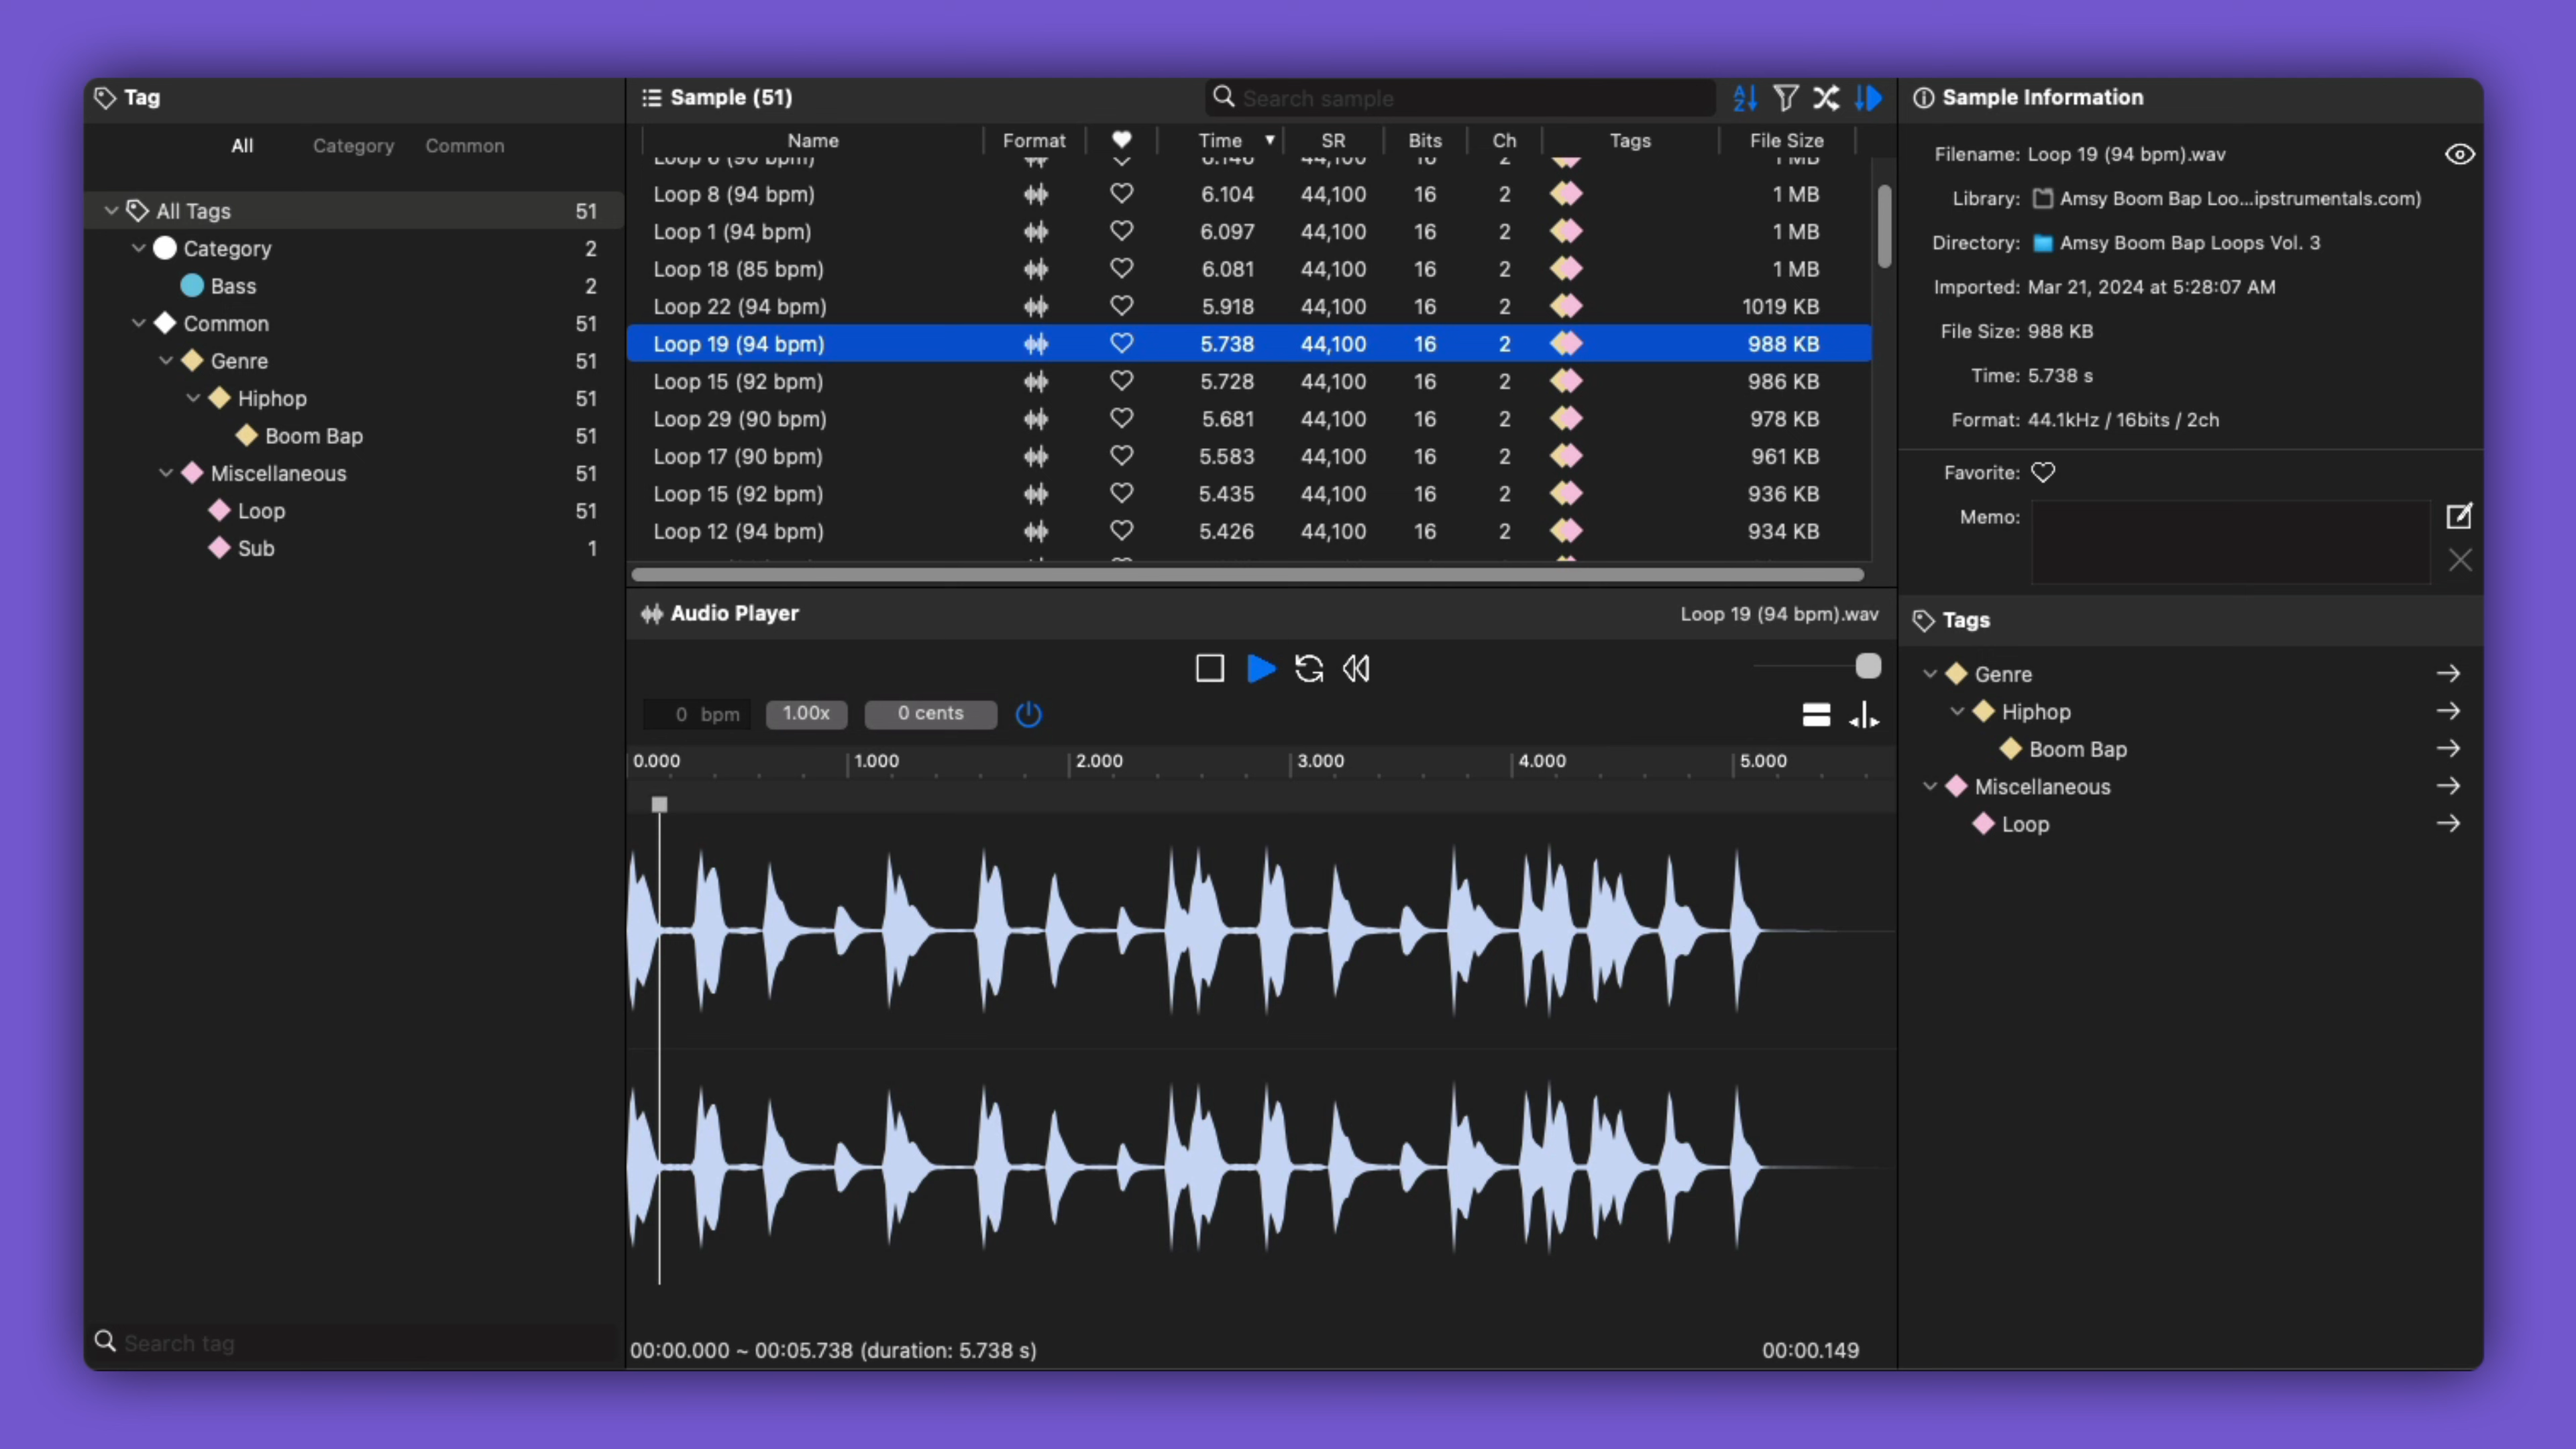 Tag
All Category Common
All Tags 51
Category 2
Bass 2
Common 51
Genre 51
Hiphop 51
Boom Bap 51
Miscellaneous 51
Loop 51
Sub 1
Search tag
Sample (51) Search sample
Name Format Time ▼ SR Bits Ch Tags File Size
Loop 6 (90 bpm) 6.146 44,100 16 2 1 MB
Loop 8 (94 bpm) 6.104 44,100 16 2 1 MB
Loop 1 (94 bpm) 6.097 44,100 16 2 1 MB
Loop 18 (85 bpm) 6.081 44,100 16 2 1 MB
Loop 22 (94 bpm) 5.918 44,100 16 2 1019 KB
Loop 19 (94 bpm) 5.738 44,100 16 2 988 KB
Loop 15 (92 bpm) 5.728 44,100 16 2 986 KB
Loop 29 (90 bpm) 5.681 44,100 16 2 978 KB
Loop 17 (90 bpm) 5.583 44,100 16 2 961 KB
Loop 15 (92 bpm) 5.435 44,100 16 2 936 KB
Loop 12 (94 bpm) 5.426 44,100 16 2 934 KB
Audio Player Loop 19 (94 bpm).wav
0 bpm 1.00x 0 cents
0.000 1.000 2.000 3.000 4.000 5.000
00:00.000 ~ 00:05.738 (duration: 5.738 s) 00:00.149
Sample Information
Filename: Loop 19 (94 bpm).wav
Library: Amsy Boom Bap Loo...ipstrumentals.com)
Directory: Amsy Boom Bap Loops Vol. 3
Imported: Mar 21, 2024 at 5:28:07 AM
File Size: 988 KB
Time: 5.738 s
Format: 44.1kHz / 16bits / 2ch
Favorite:
Memo:
Tags
Genre
Hiphop
Boom Bap
Miscellaneous
Loop